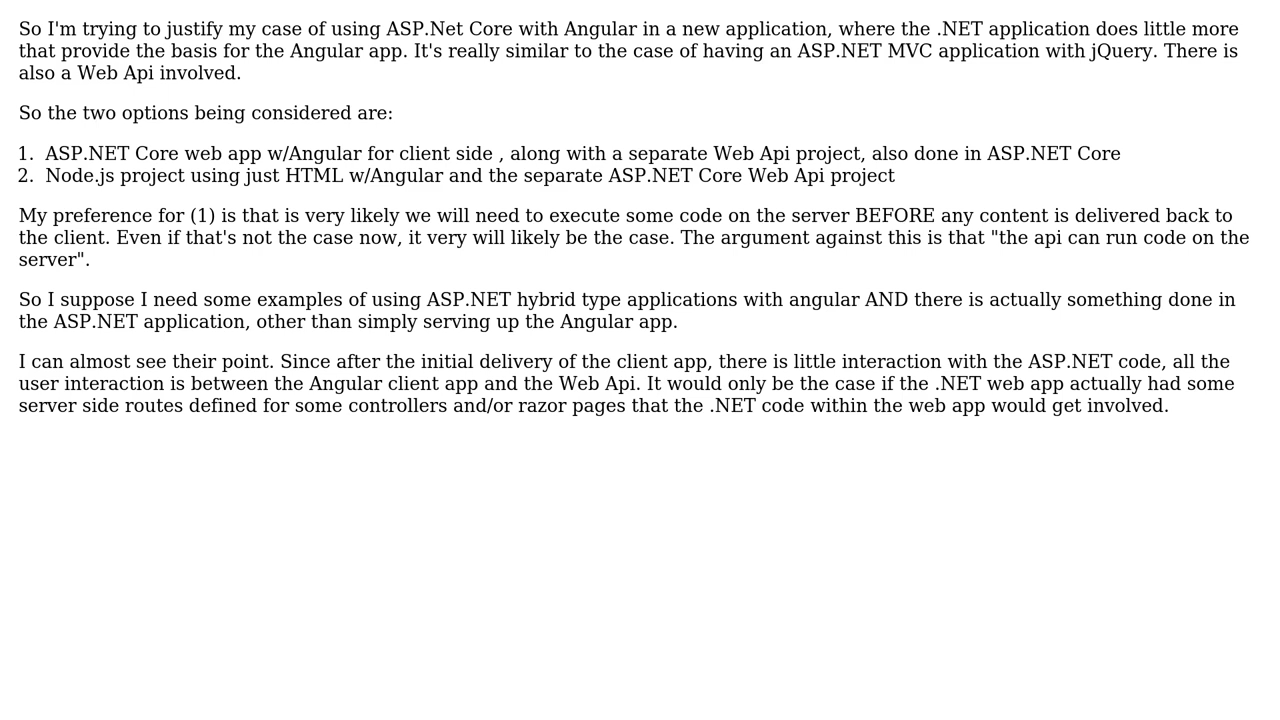 So I'm trying to justify my case of using ASP.Net Core with Angular in a new application, where the .NET application does little more
that provide the basis for the Angular app. It's really similar to the case of having an ASP.NET MVC application with jQuery. There is
also a Web Api involved.
So the two options being considered are:
1. ASP.NET Core web app w/Angular for client side , along with a separate Web Api project, also done in ASP.NET Core
2. Node.js project using just HTML w/Angular and the separate ASP.NET Core Web Api project
My preference for (1) is that is very likely we will need to execute some code on the server BEFORE any content is delivered back to
the client. Even if that's not the case now, it very will likely be the case. The argument against this is that "the api can run code on the
server".
So I suppose I need some examples of using ASP.NET hybrid type applications with angular AND there is actually something done in
the ASP.NET application, other than simply serving up the Angular app.
I can almost see their point. Since after the initial delivery of the client app, there is little interaction with the ASP.NET code, all the
user interaction is between the Angular client app and the Web Api. It would only be the case if the .NET web app actually had some
server side routes defined for some controllers and/or razor pages that the .NET code within the web app would get involved.